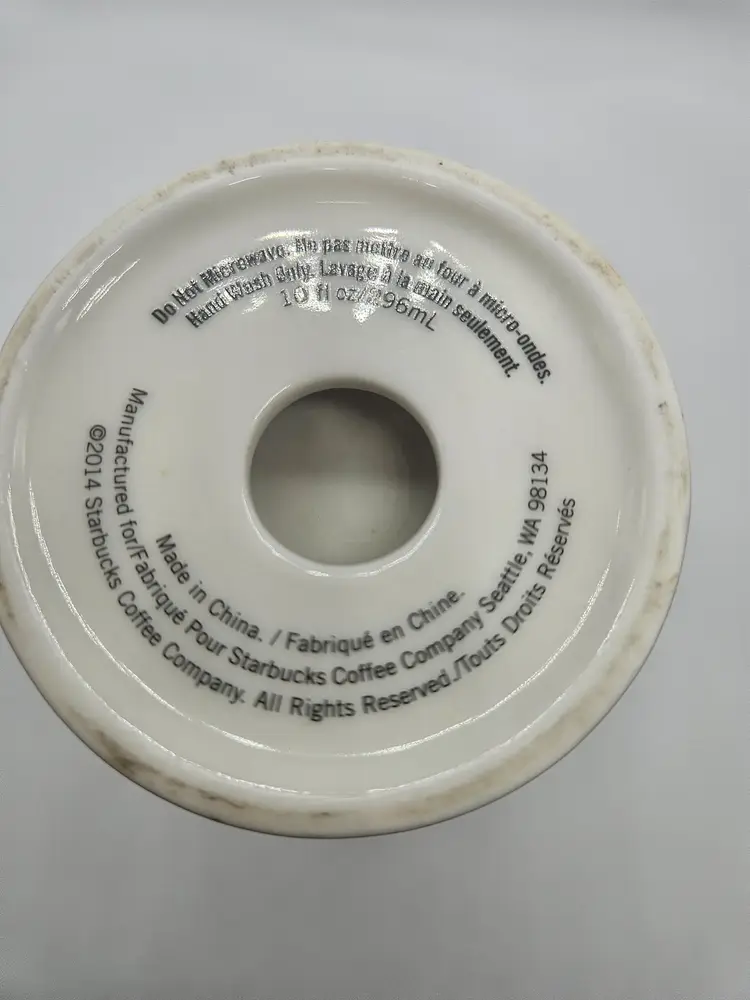 Do Not Microwave. Ne pas mettre au four à micro-ondes.
Hand Wash Only. Lavage à la main seulement.
10 fl oz/296mL
Made in China. / Fabriqué en Chine.
Manufactured for/Fabriqué Pour Starbucks Coffee Company Seattle, WA 98134
©2014 Starbucks Coffee Company. All Rights Reserved./Touts Droits Réservés